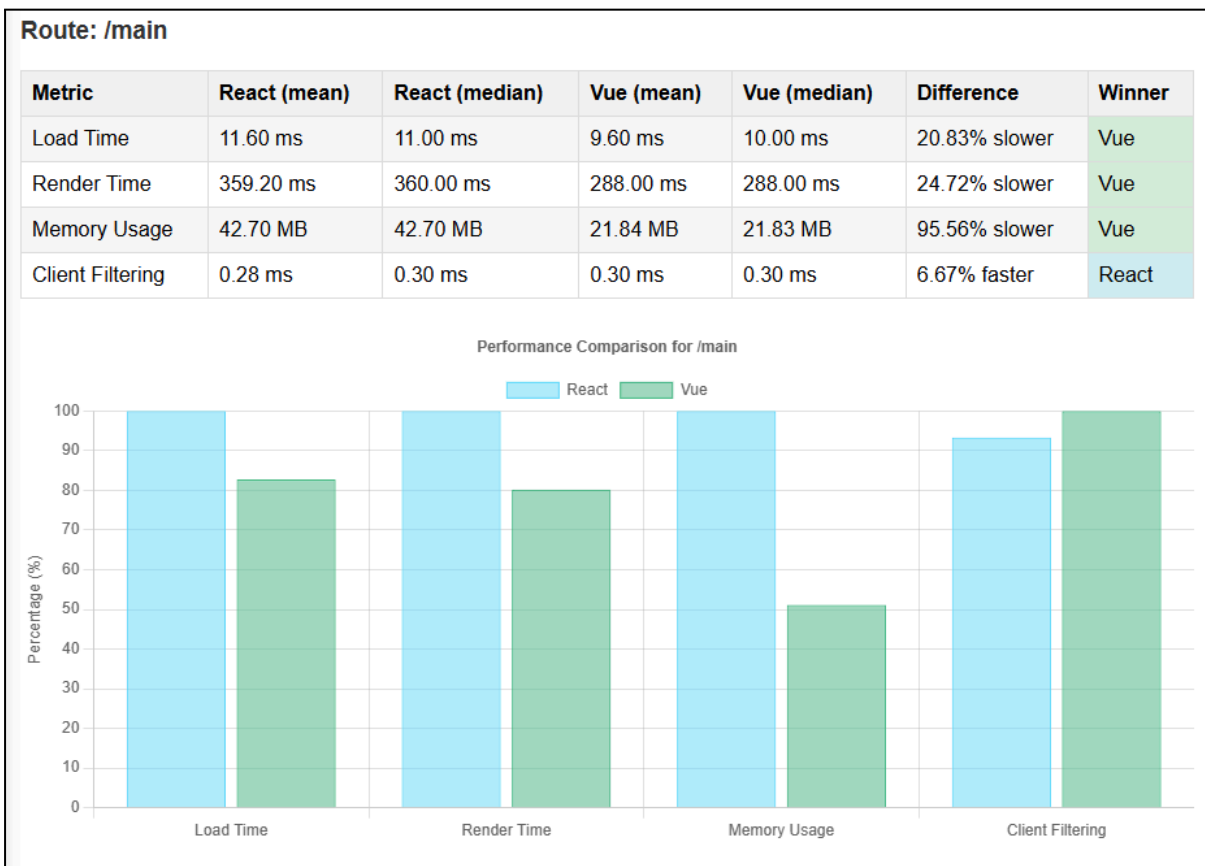 Route: /main
Metric React (mean) React (median) Vue (mean) Vue (median) Difference Winner
Load Time 11.60 ms 11.00 ms 9.60 ms 10.00 ms 20.83% slower Vue
Render Time 359.20 ms 360.00 ms 288.00 ms 288.00 ms 24.72% slower Vue
Memory Usage 42.70 MB 42.70 MB 21.84 MB 21.83 MB 95.56% slower Vue
Client Filtering 0.28 ms 0.30 ms 0.30 ms 0.30 ms 6.67% faster React
Performance Comparison for /main
React Vue
Percentage (%)
100
90
80
70
60
50
40
30
20
10
0
Load Time Render Time Memory Usage Client Filtering